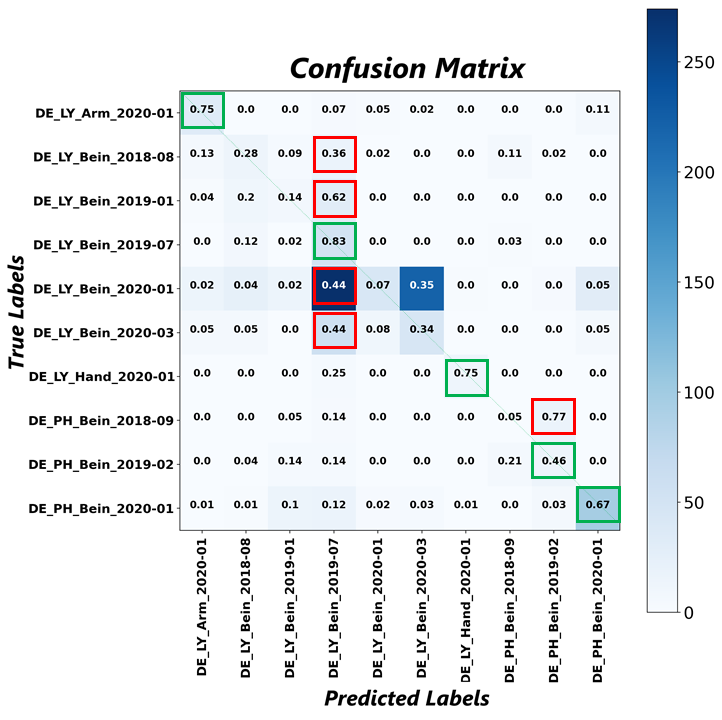 Confusion Matrix
250
200
150
100
50
0
True Labels
DE_LY_Arm_2020-01 0.75 0.0 0.0 0.07 0.05 0.02 0.0 0.0 0.0 0.11
DE_LY_Bein_2018-08 0.13 0.28 0.09 0.36 0.02 0.0 0.0 0.11 0.02 0.0
DE_LY_Bein_2019-01 0.04 0.2 0.14 0.62 0.0 0.0 0.0 0.0 0.0 0.0
DE_LY_Bein_2019-07 0.0 0.12 0.02 0.83 0.0 0.0 0.0 0.03 0.0 0.0
DE_LY_Bein_2020-01 0.02 0.04 0.02 0.44 0.07 0.35 0.0 0.0 0.0 0.05
DE_LY_Bein_2020-03 0.05 0.05 0.0 0.44 0.08 0.34 0.0 0.0 0.0 0.05
DE_LY_Hand_2020-01 0.0 0.0 0.0 0.25 0.0 0.0 0.75 0.0 0.0 0.0
DE_PH_Bein_2018-09 0.0 0.0 0.05 0.14 0.0 0.0 0.0 0.05 0.77 0.0
DE_PH_Bein_2019-02 0.0 0.04 0.14 0.14 0.0 0.0 0.0 0.21 0.46 0.0
DE_PH_Bein_2020-01 0.01 0.01 0.1 0.12 0.02 0.03 0.01 0.0 0.03 0.67
DE_LY_Arm_2020-01
DE_LY_Bein_2018-08
DE_LY_Bein_2019-01
DE_LY_Bein_2019-07
DE_LY_Bein_2020-01
DE_LY_Bein_2020-03
DE_LY_Hand_2020-01
DE_PH_Bein_2018-09
DE_PH_Bein_2019-02
DE_PH_Bein_2020-01
Predicted Labels